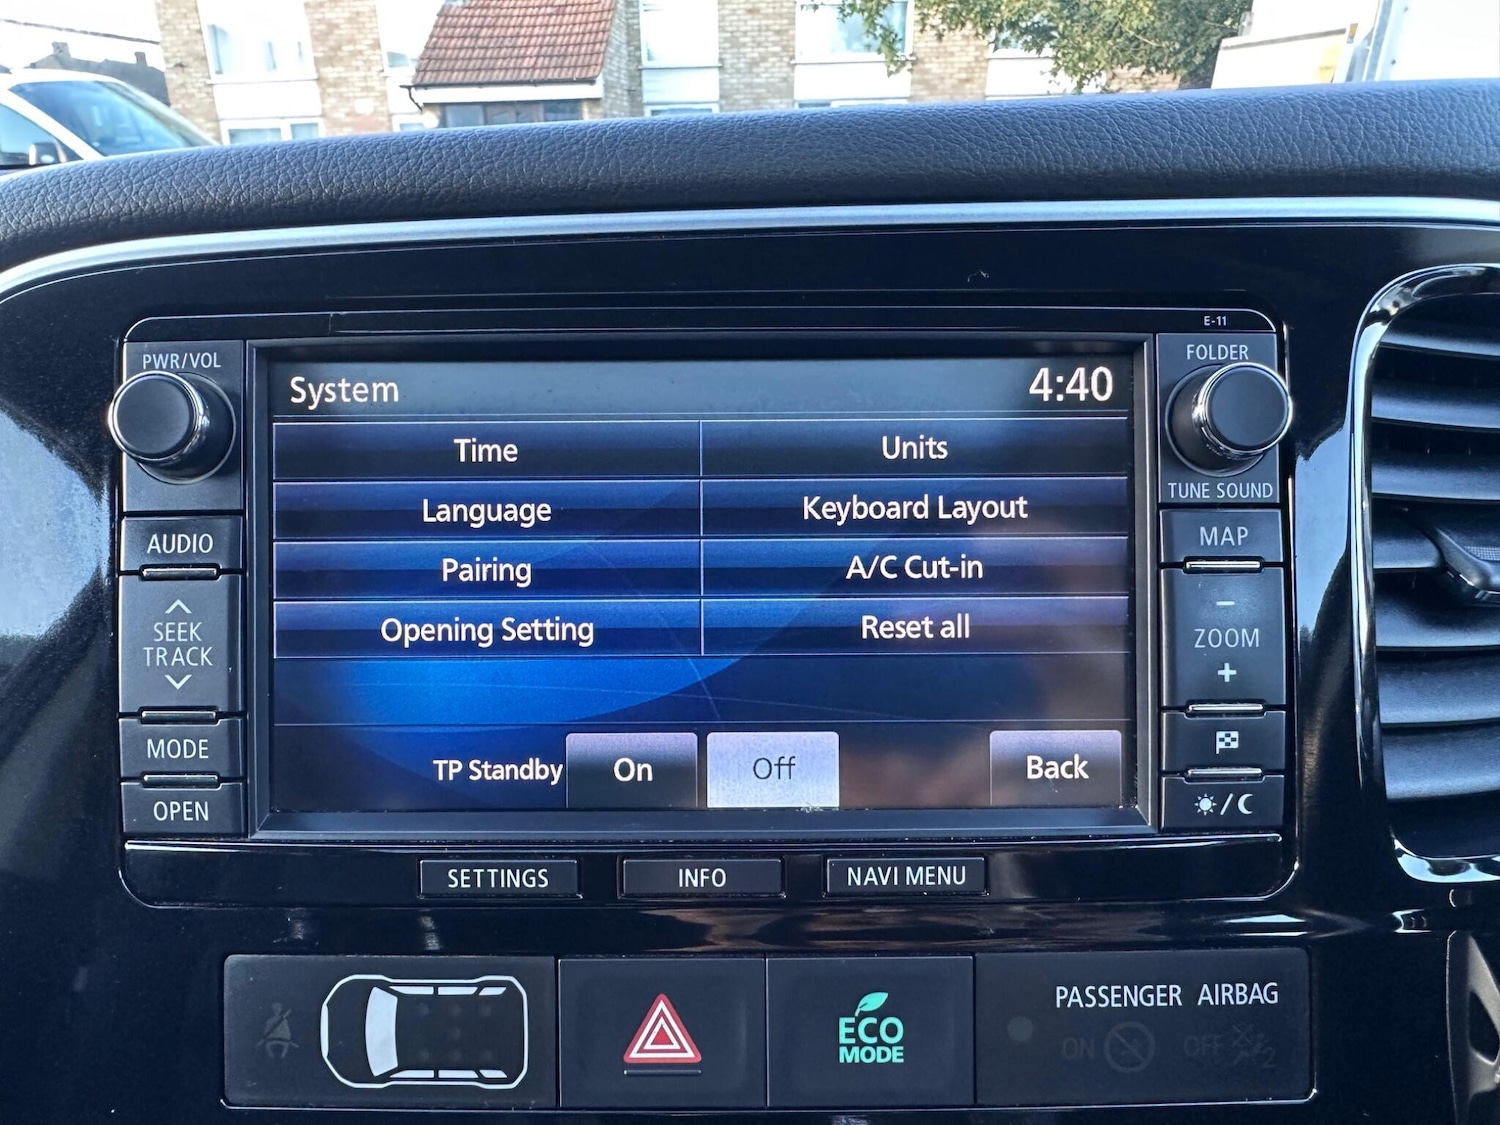 E-11
PWR/VOL
FOLDER
System 4:40
Time Units
TUNE SOUND
Language Keyboard Layout
AUDIO
MAP
Pairing A/C Cut-in
SEEK
TRACK
ZOOM
Opening Setting Reset all
MODE
TP Standby On Off Back
OPEN
SETTINGS INFO NAVI MENU
PASSENGER AIRBAG
ECO
MODE
ON OFF
2